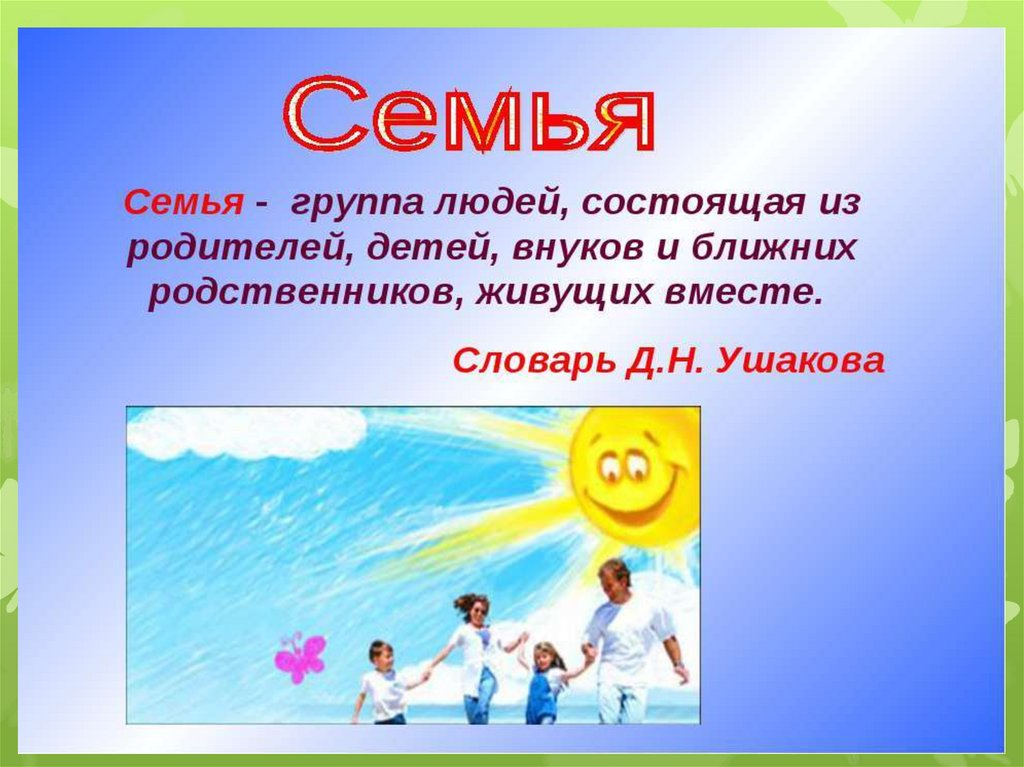 Семья
Семья - группа людей, состоящая из
родителей, детей, внуков и ближних
родственников, живущих вместе.
Словарь Д.Н. Ушакова